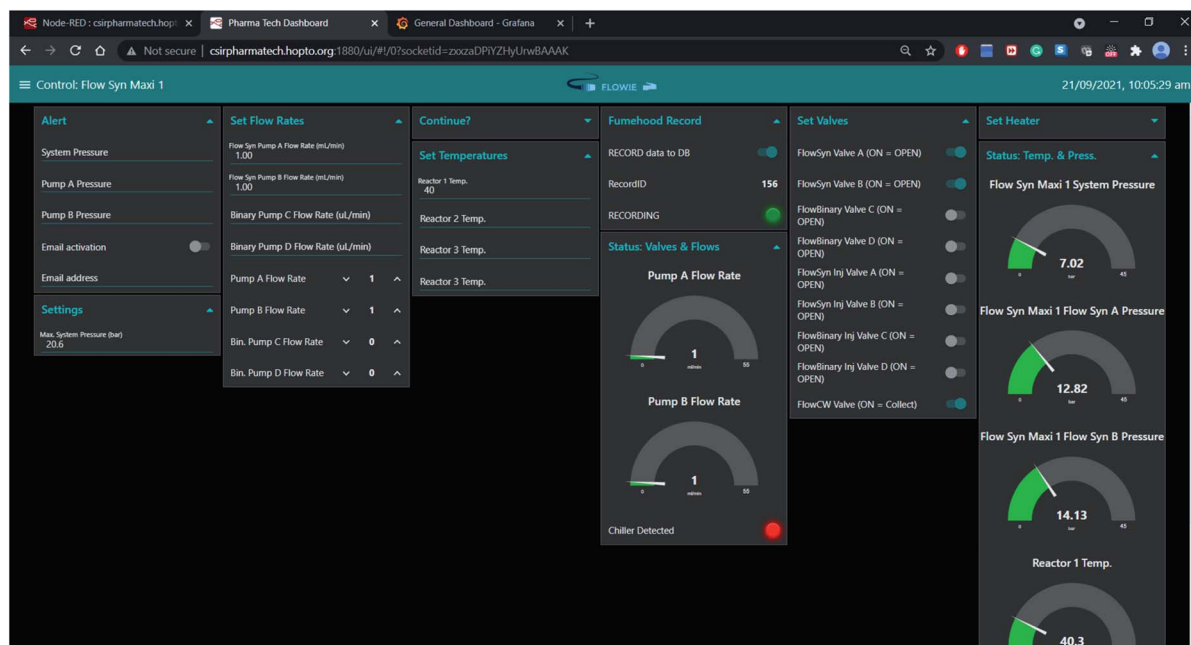 Node-RED : csirpharmatech.hopt
Pharma Tech Dashboard
General Dashboard - Grafana
Not secure | csirpharmatech.hopto.org:1880/ui/#!/0?socketid=zxxzaDPiYZHyUrwBAAAK
Control: Flow Syn Maxi 1
FLOWIE
21/09/2021, 10:05:29 am
Alert
System Pressure
Pump A Pressure
Pump B Pressure
Email activation
Email address
Settings
Max. System Pressure (bar)
20.6
Set Flow Rates
Flow Syn Pump A Flow Rate (mL/min)
1.00
Flow Syn Pump B Flow Rate (mL/min)
1.00
Binary Pump C Flow Rate (uL/min)
Binary Pump D Flow Rate (uL/min)
Pump A Flow Rate 1
Pump B Flow Rate 1
Bin. Pump C Flow Rate 0
Bin. Pump D Flow Rate 0
Continue?
Set Temperatures
Reactor 1 Temp.
40
Reactor 2 Temp.
Reactor 3 Temp.
Reactor 3 Temp.
Fumehood Record
RECORD data to DB
RecordID 156
RECORDING
Status: Valves & Flows
Pump A Flow Rate
1
0 ml/min 55
Pump B Flow Rate
1
0 ml/min 55
Chiller Detected
Set Valves
FlowSyn Valve A (ON = OPEN)
FlowSyn Valve B (ON = OPEN)
FlowBinary Valve C (ON =
OPEN)
FlowBinary Valve D (ON =
OPEN)
FlowSyn Inj Valve A (ON =
OPEN)
FlowSyn Inj Valve B (ON =
OPEN)
FlowBinary Inj Valve C (ON =
OPEN)
FlowBinary Inj Valve D (ON =
OPEN)
FlowCW Valve (ON = Collect)
Set Heater
Status: Temp. & Press.
Flow Syn Maxi 1 System Pressure
7.02
0 bar 45
Flow Syn Maxi 1 Flow Syn A Pressure
12.82
0 bar 45
Flow Syn Maxi 1 Flow Syn B Pressure
14.13
0 bar 45
Reactor 1 Temp.
40.3